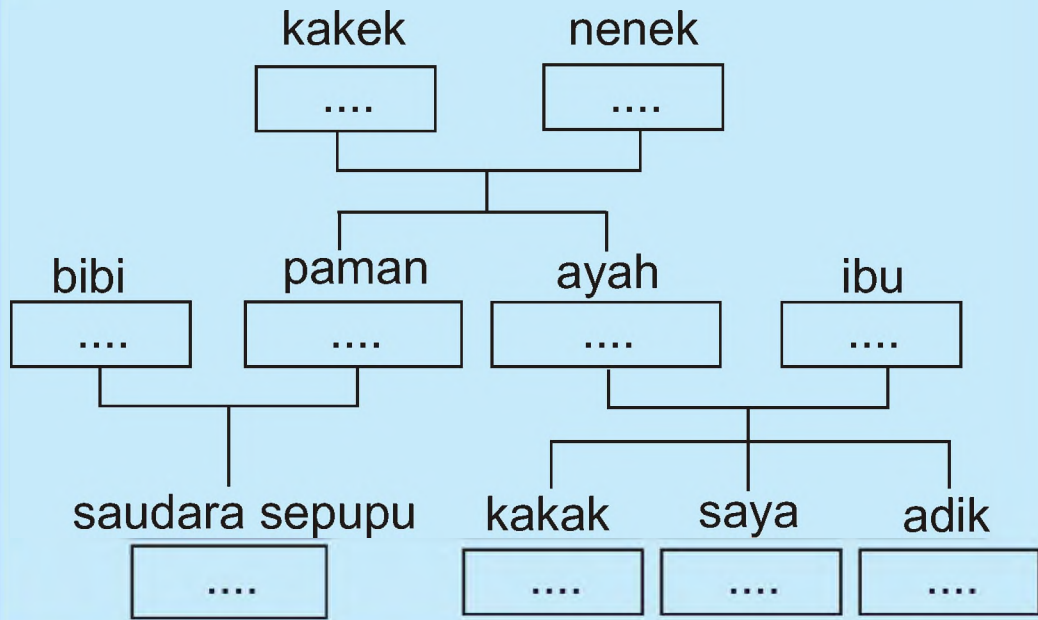 kakek nenek
.... ....
bibi paman ayah ibu
.... .... .... ....
saudara sepupu kakak saya adik
.... .... .... ....